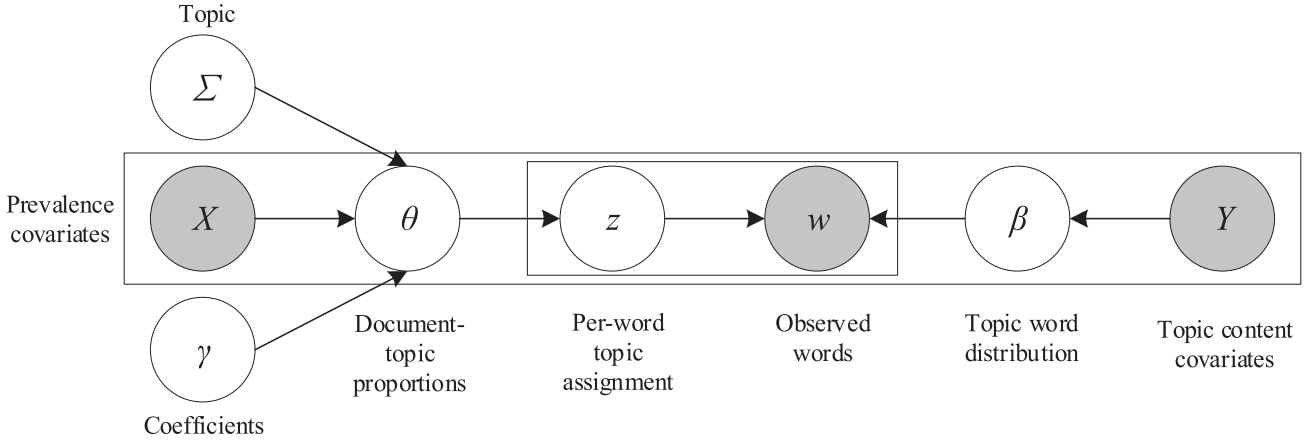 Topic
Σ
Prevalence
covariates
X
θ
z
w
β
Y
γ
Coefficients
Document-
topic
proportions
Per-word
topic
assignment
Observed
words
Topic word
distribution
Topic content
covariates